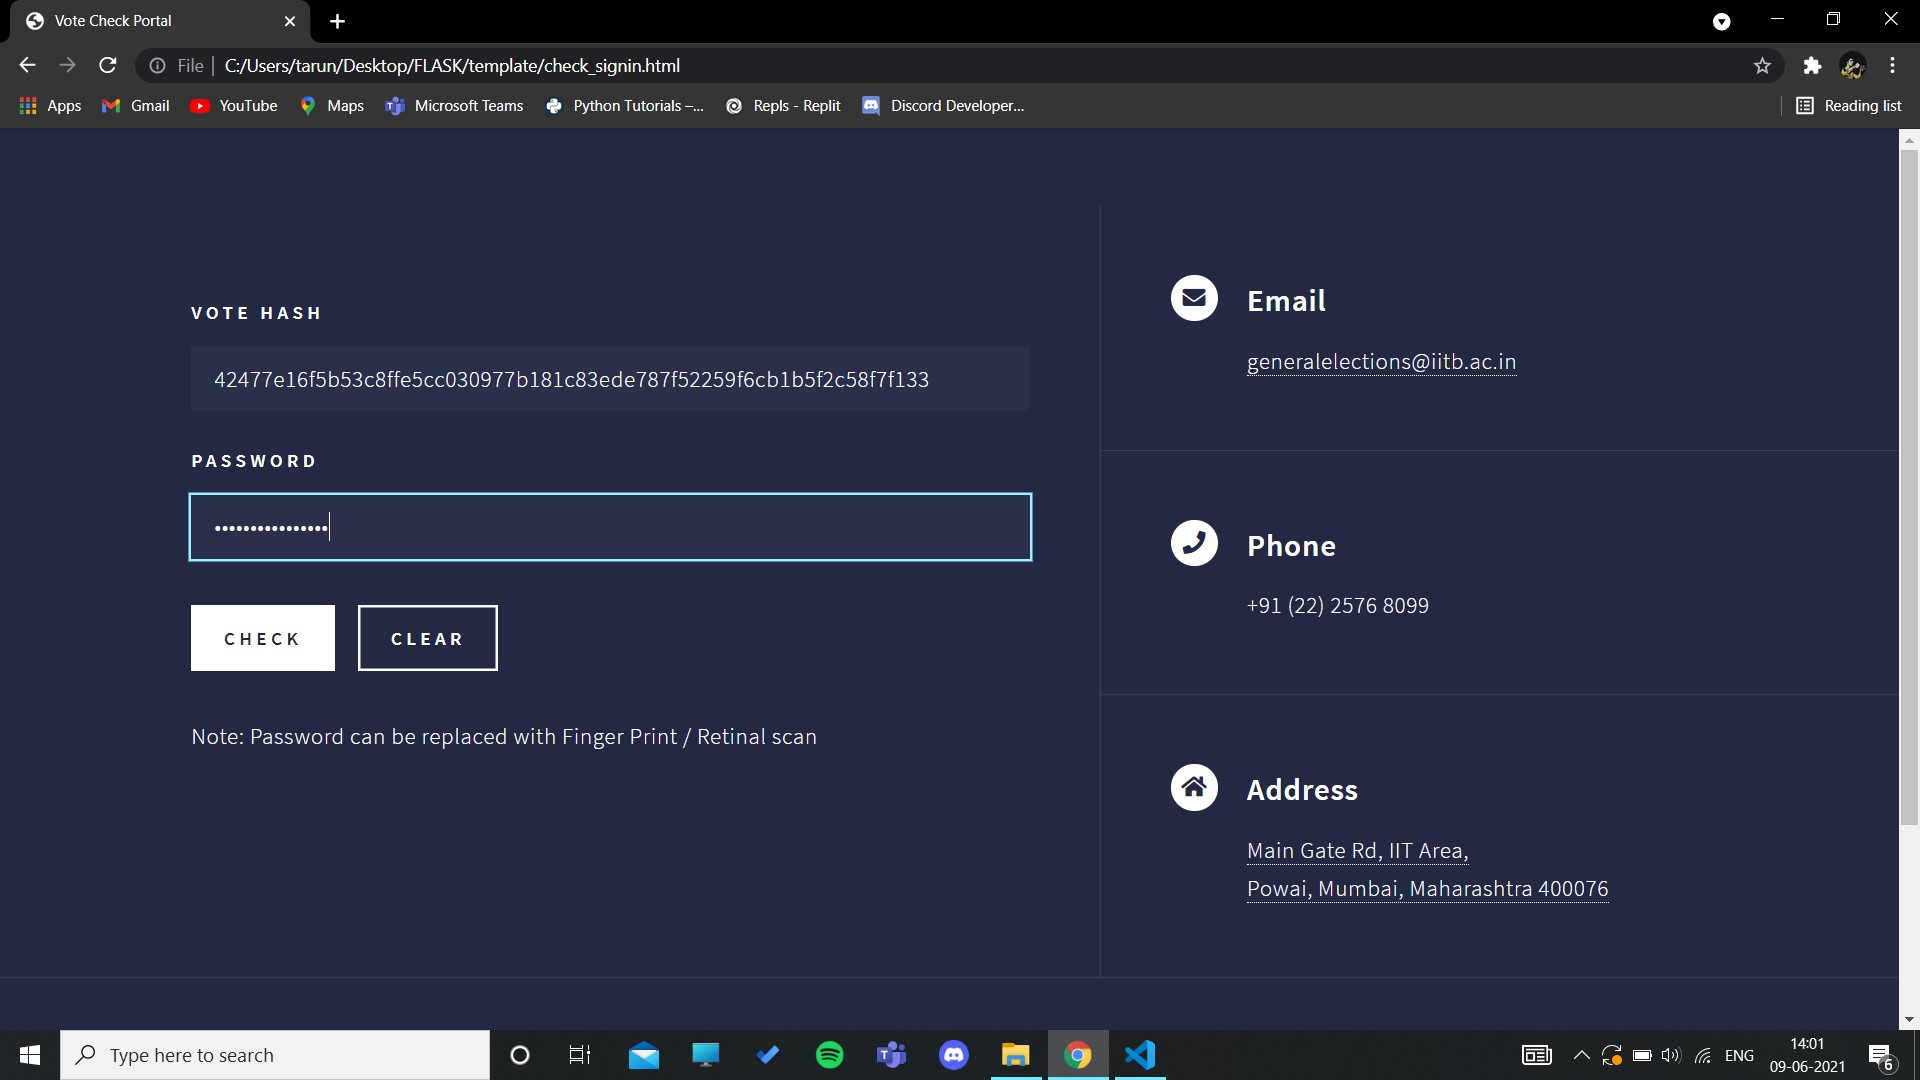 Vote Check Portal
File | C:/Users/tarun/Desktop/FLASK/template/check_signin.html
Apps Gmail YouTube Maps Microsoft Teams Python Tutorials –... Repls - Replit Discord Developer... Reading list
VOTE HASH
42477e16f5b53c8ffe5cc030977b181c83ede787f52259f6cb1b5f2c58f7f133
PASSWORD
CHECK CLEAR
Note: Password can be replaced with Finger Print / Retinal scan
Email
generalelections@iitb.ac.in
Phone
+91 (22) 2576 8099
Address
Main Gate Rd, IIT Area,
Powai, Mumbai, Maharashtra 400076
Type here to search
ENG
14:01
09-06-2021
6